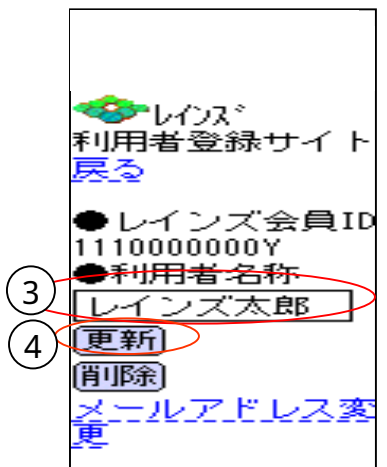 レインズ
利用者登録サイト
戻る
●レインズ会員ID
1110000000Y
●利用者名称
③
レインズ太郎
④
更新
削除
メールアドレス変
更